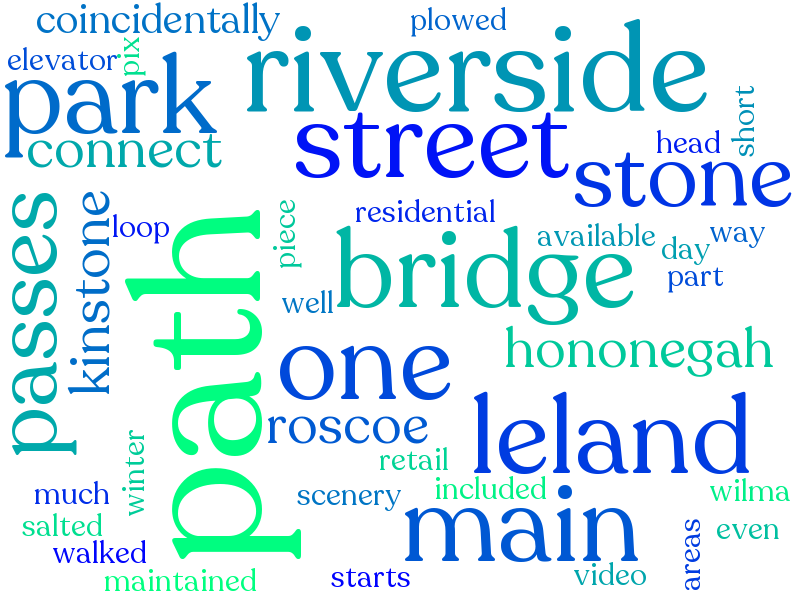 coincidentally
plowed
elevator
pix
riverside
park
connect
street
short
head
stone
passes
kinstone
loop
piece
residential
available
way
day
part
path
well
bridge
one
hononegah
roscoe
leland
retail
winter
much
scenery
included
wilma
salted
main
even
walked
areas
maintained
starts
video